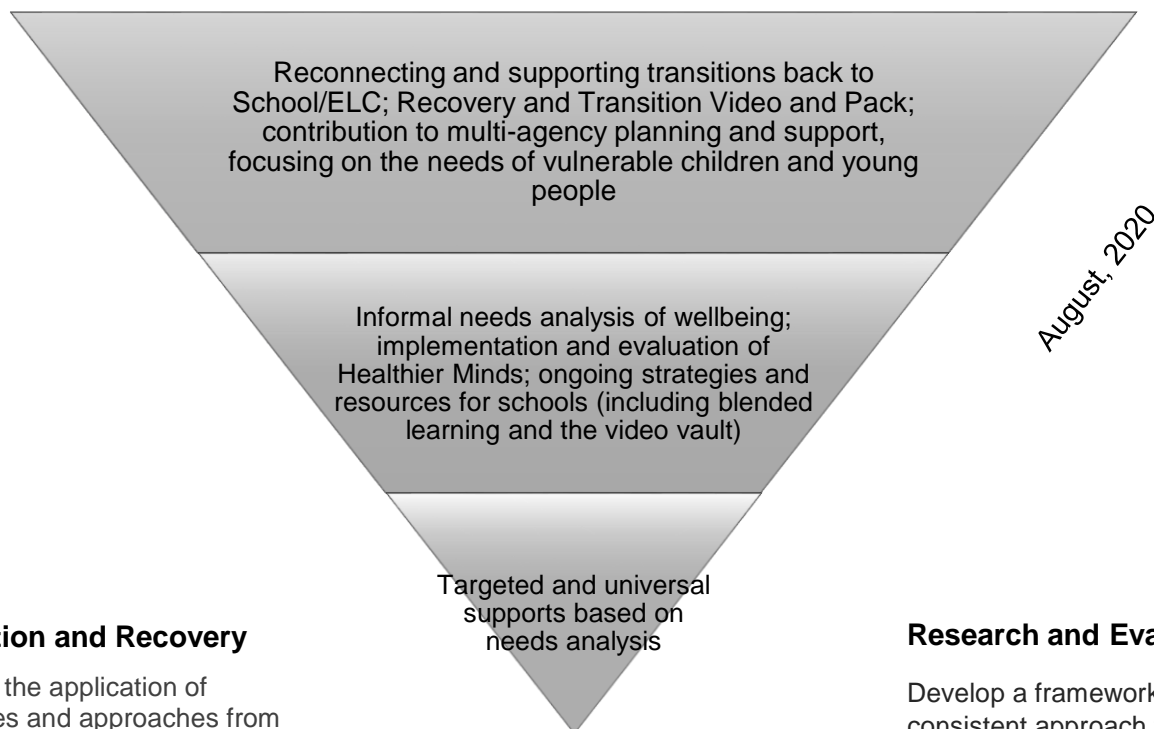 Reconnecting and supporting transitions back to
School/ELC; Recovery and Transition Video and Pack;
contribution to multi-agency planning and support,
focusing on the needs of vulnerable children and young
people
August, 2020
Informal needs analysis of wellbeing;
implementation and evaluation of
Healthier Minds; ongoing strategies and
resources for schools (including blended
learning and the video vault)
Targeted and universal
supports based on
needs analysis
and Recovery
the application of
and approaches from
Research and
Develop a framework
consistent approach